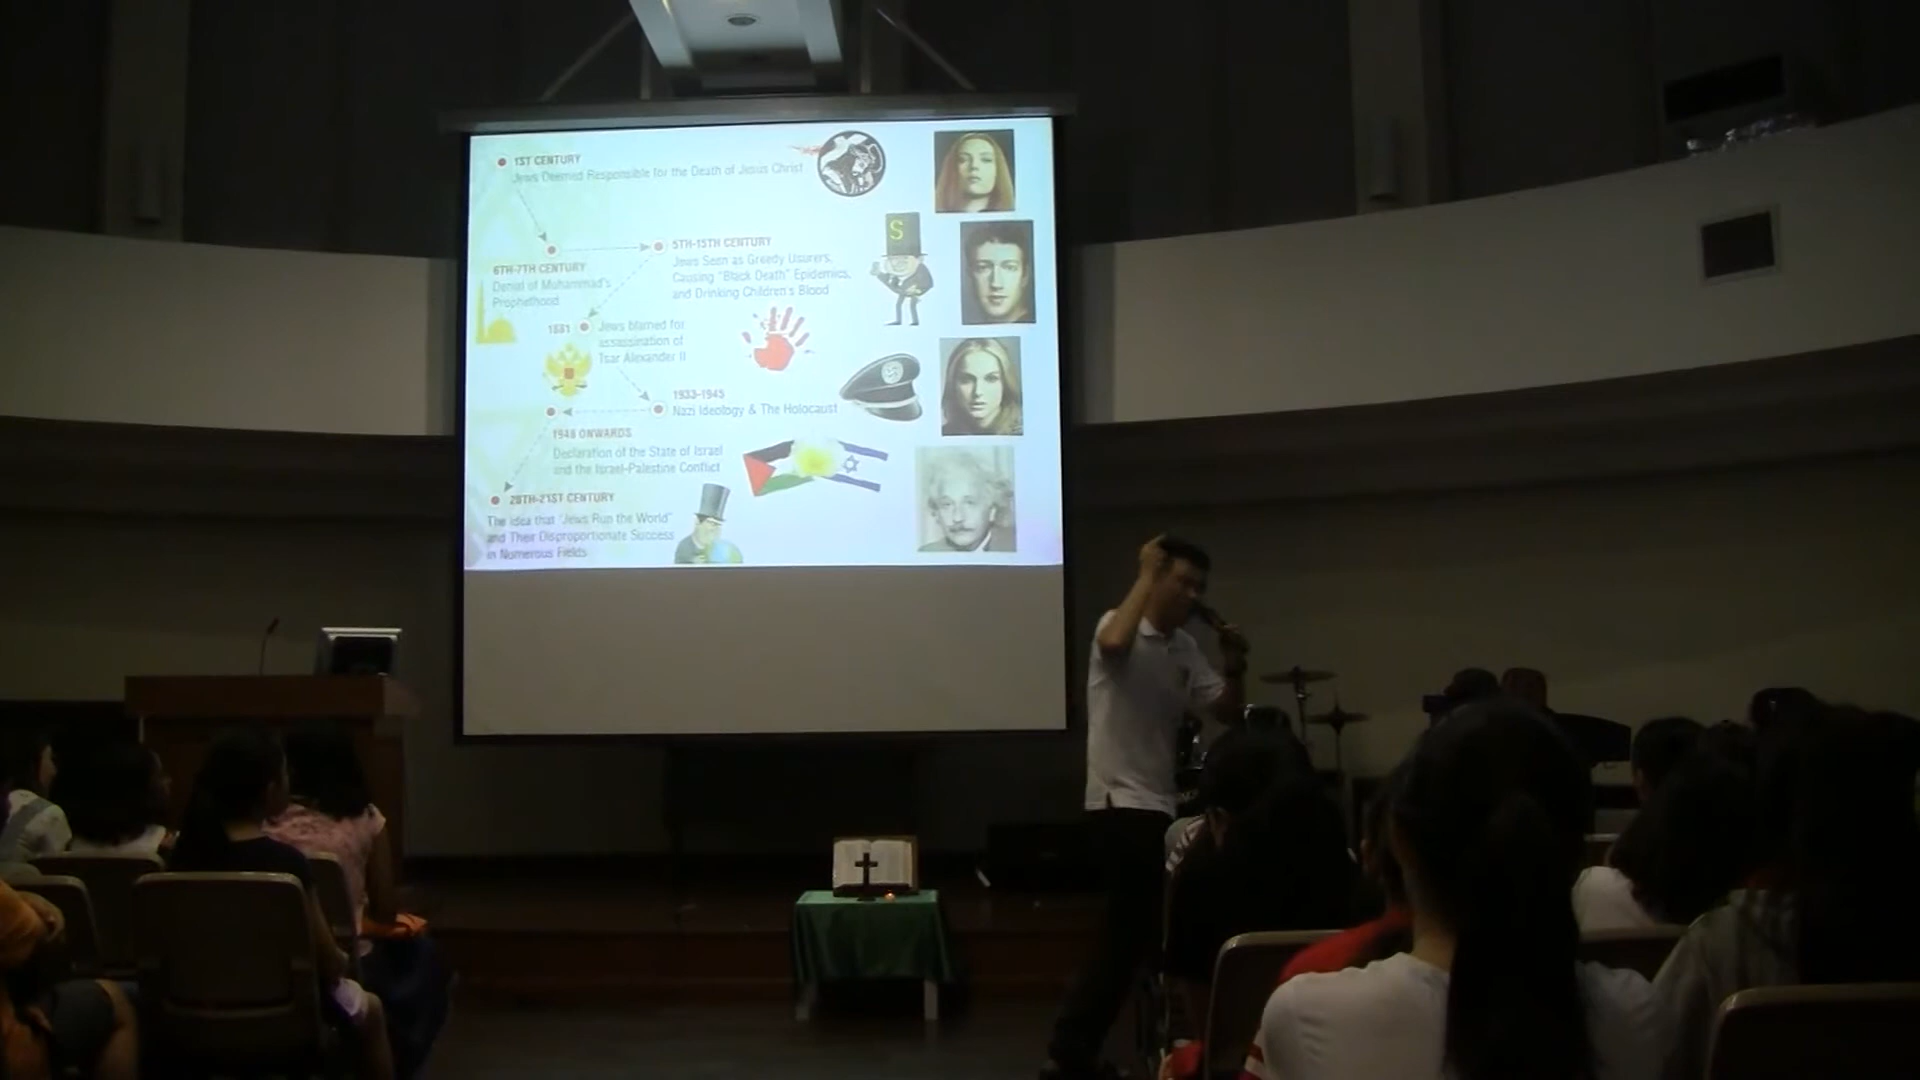 1ST CENTURY
Jews Deemed Responsible for the Death of Jesus Christ
S
5TH-15TH CENTURY
Jews Seen as Greedy Usurers,
Causing "Black Death" Epidemics,
and Drinking Children's Blood
6TH-7TH CENTURY
Denial of Muhammad's
Prophethood
1881
Jews blamed for
assassination of
Tsar Alexander II
1933-1945
Nazi Ideology & The Holocaust
1948 ONWARDS
Declaration of the State of Israel
and the Israel-Palestine Conflict
20TH-21ST CENTURY
The idea that "Jews Run the World"
and Their Disproportionate Success
in Numerous Fields